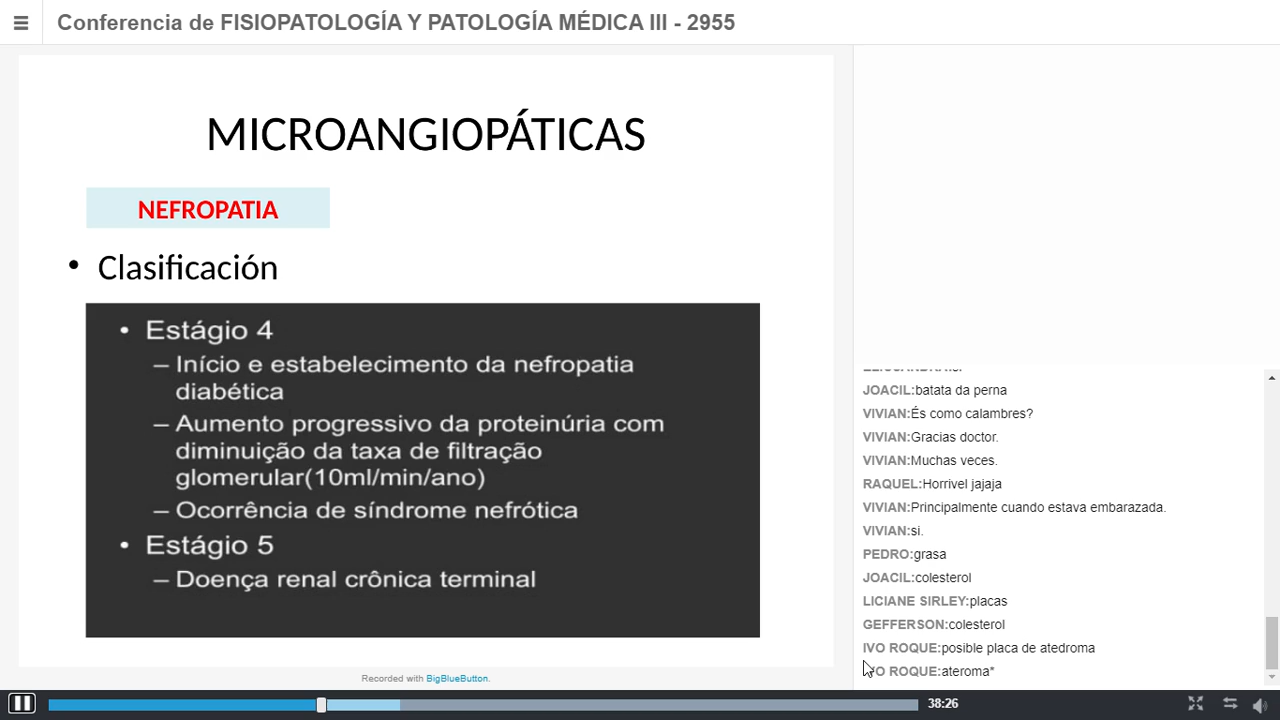 Conferencia de FISIOPATOLOGÍA Y PATOLOGÍA MÉDICA III - 2955
MICROANGIOPÁTICAS
NEFROPATIA
• Clasificación
• Estágio 4
– Início e estabelecimento da nefropatia
diabética
– Aumento progressivo da proteinúria com
diminuição da taxa de filtração
glomerular(10ml/min/ano)
– Ocorrência de síndrome nefrótica
• Estágio 5
– Doença renal crônica terminal
Recorded with BigBlueButton.
JOACIL:batata da perna
VIVIAN:És como calambres?
VIVIAN:Gracias doctor.
VIVIAN:Muchas veces.
RAQUEL:Horrivel jajaja
VIVIAN:Principalmente cuando estava embarazada.
VIVIAN:si.
PEDRO:grasa
JOACIL:colesterol
LICIANE SIRLEY:placas
GEFFERSON:colesterol
IVO ROQUE:posible placa de atedroma
IVO ROQUE:ateroma*
38:26